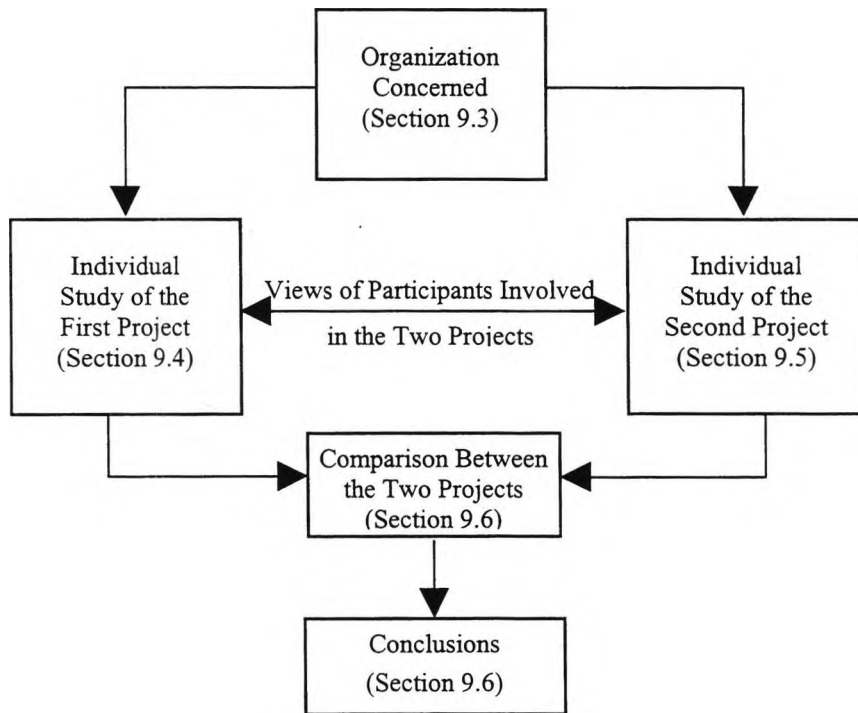 Organization
Concerned
(Section 9.3)
Individual
Study of the
First Project
(Section 9.4)
Views of Participants Involved
in the Two Projects
Individual
Study of the
Second Project
(Section 9.5)
Comparison Between
the Two Projects
(Section 9.6)
Conclusions
(Section 9.6)